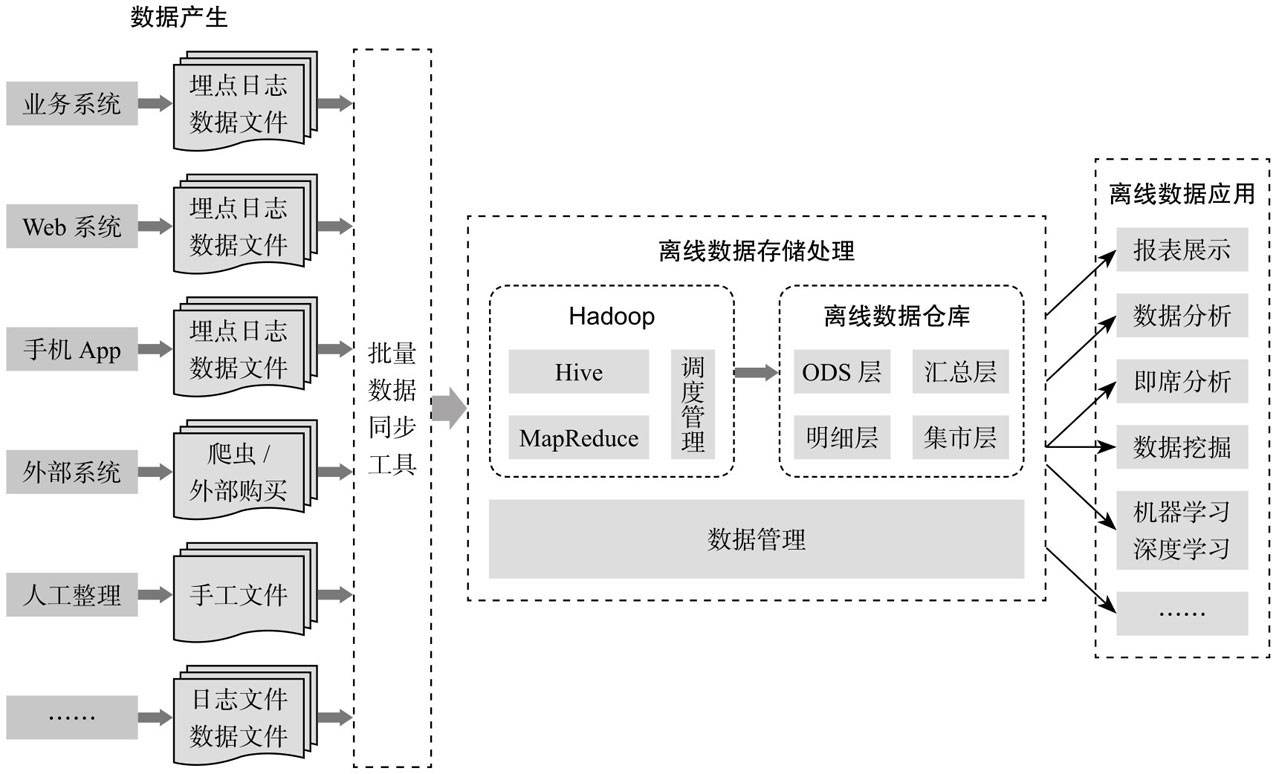 数据产生
业务系统
埋点日志
数据文件
Web 系统
埋点日志
数据文件
手机 App
埋点日志
数据文件
外部系统
爬虫 /
外部购买
人工整理
手工文件
……
日志文件
数据文件
批量
数据
同步
工具
离线数据存储处理
Hadoop
Hive
MapReduce
调度管理
离线数据仓库
ODS 层
汇总层
明细层
集市层
数据管理
离线数据应用
报表展示
数据分析
即席分析
数据挖掘
机器学习
深度学习
……